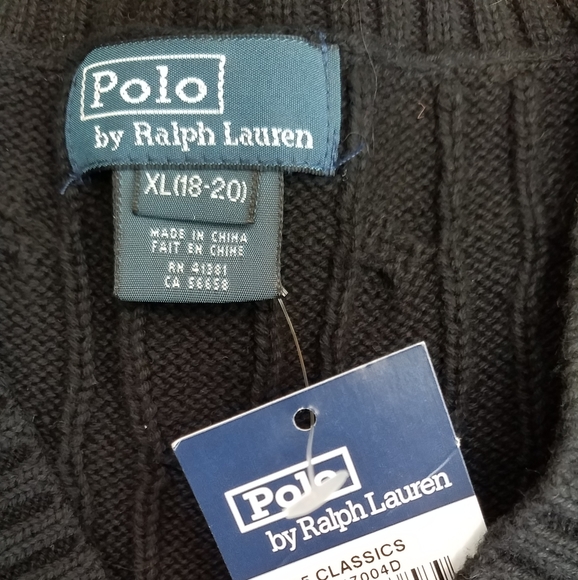 Polo
by Ralph Lauren
XL(18-20)
MADE IN CHINA
FAIT EN CHINE
RN 41381
CA 56658
Polo
by Ralph Lauren
CLASSICS
7004D